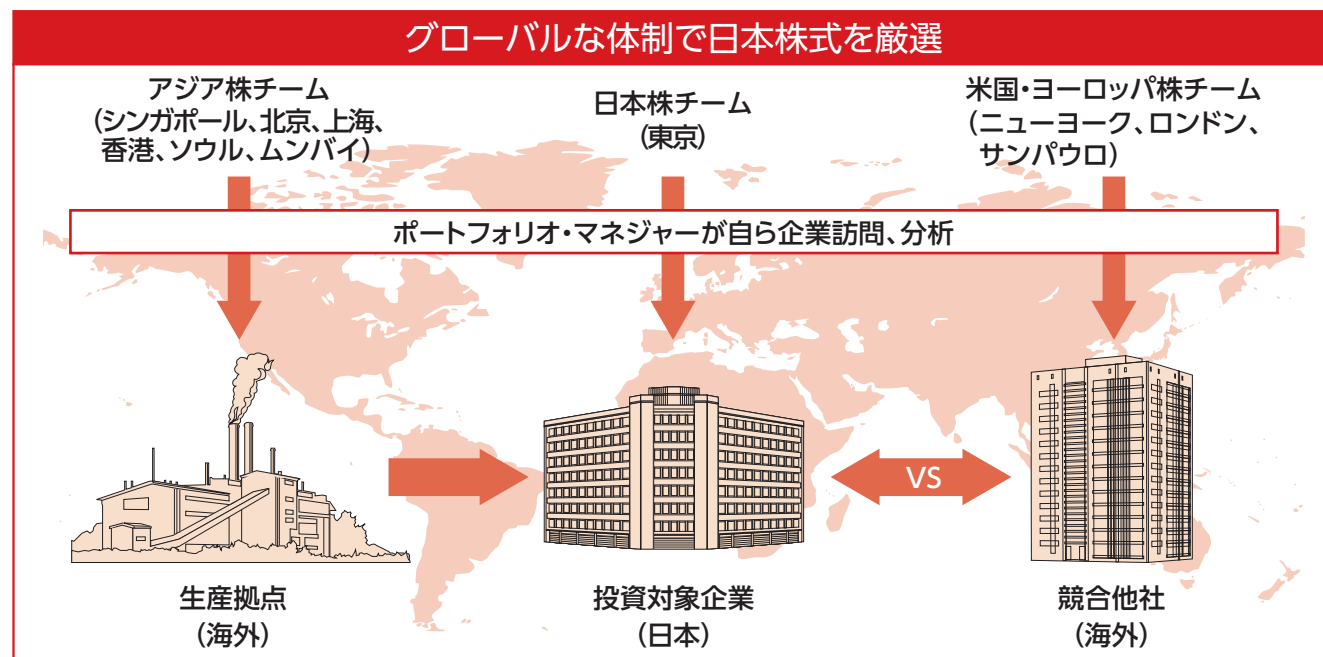 グローバルな体制で日本株式を厳選
アジア株チーム
(シンガポール、北京、上海、
香港、ソウル、ムンバイ)
日本株チーム
(東京)
米国・ヨーロッパ株チーム
(ニューヨーク、ロンドン、
サンパウロ)
ポートフォリオ・マネジャーが自ら企業訪問、分析
VS
生産拠点
(海外)
投資対象企業
(日本)
競合他社
(海外)